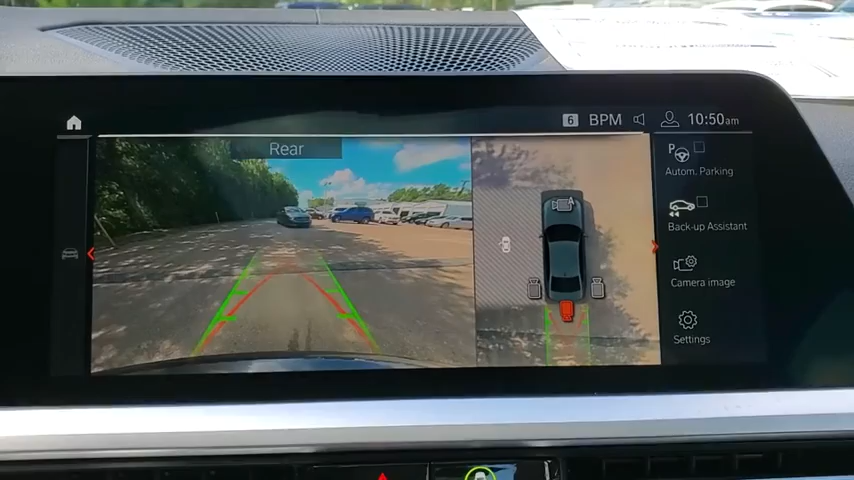 6 BPM 10:50am
Rear
P
Autom. Parking
Back-up Assistant
Camera image
Settings